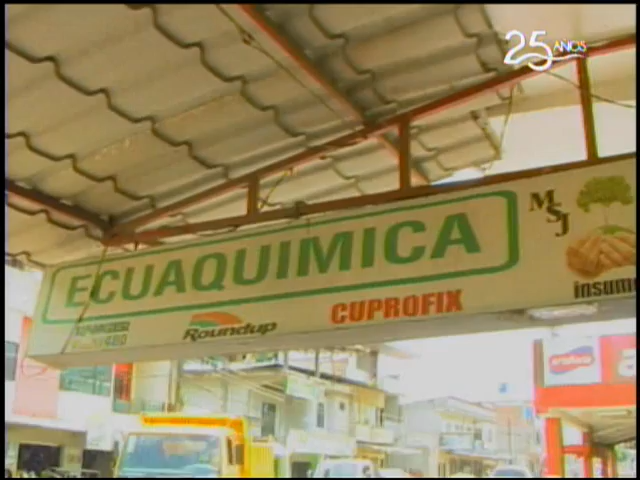 25 AÑOS
ECUAQUIMICA
MSJ
Roundup
CUPROFIX
insum